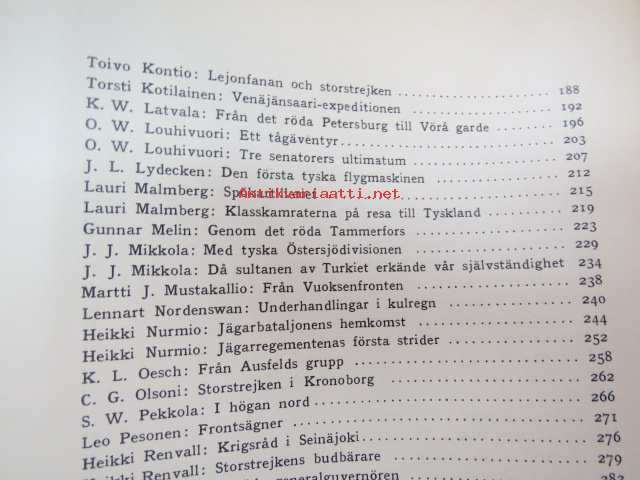 Toivo Kontio: Lejonfanan och storstrejken 188
Torsti Kotilainen: Venäjänsaari-expeditionen 192
K. W. Latvala: Från det röda Petersburg till Vörå garde 196
O. W. Louhivuori: Ett tågäventyr 203
O. W. Louhivuori: Tre senatorers ultimatum 207
J. L. Lydecken: Den första tyska flygmaskinen 212
Lauri Malmberg: 215
Antikvariaatti.net
Lauri Malmberg: Klasskamraterna på resa till Tyskland 219
Gunnar Melin: Genom det röda Tammerfors 223
J. J. Mikkola: Med tyska Östersjödivisionen 229
J. J. Mikkola: Då sultanen av Turkiet erkände vår självständighet 234
Martti J. Mustakallio: Från Vuoksenfronten 238
Lennart Nordenswan: Underhandlingar i kulregn 240
Heikki Nurmio: Jägarbataljonens hemkomst 244
Heikki Nurmio: Jägarregementenas första strider 252
K. L. Oesch: Från Ausfelds grupp 258
C. G. Olsoni: Storstrejken i Kronoborg 262
S. W. Pekkola: I högan nord 266
Leo Pesonen: Frontsägner 271
Heikki Renvall: Krigsråd i Seinäjoki 276
Heikki Renvall: Storstrejkens budbärare 278
generalguvernören 282